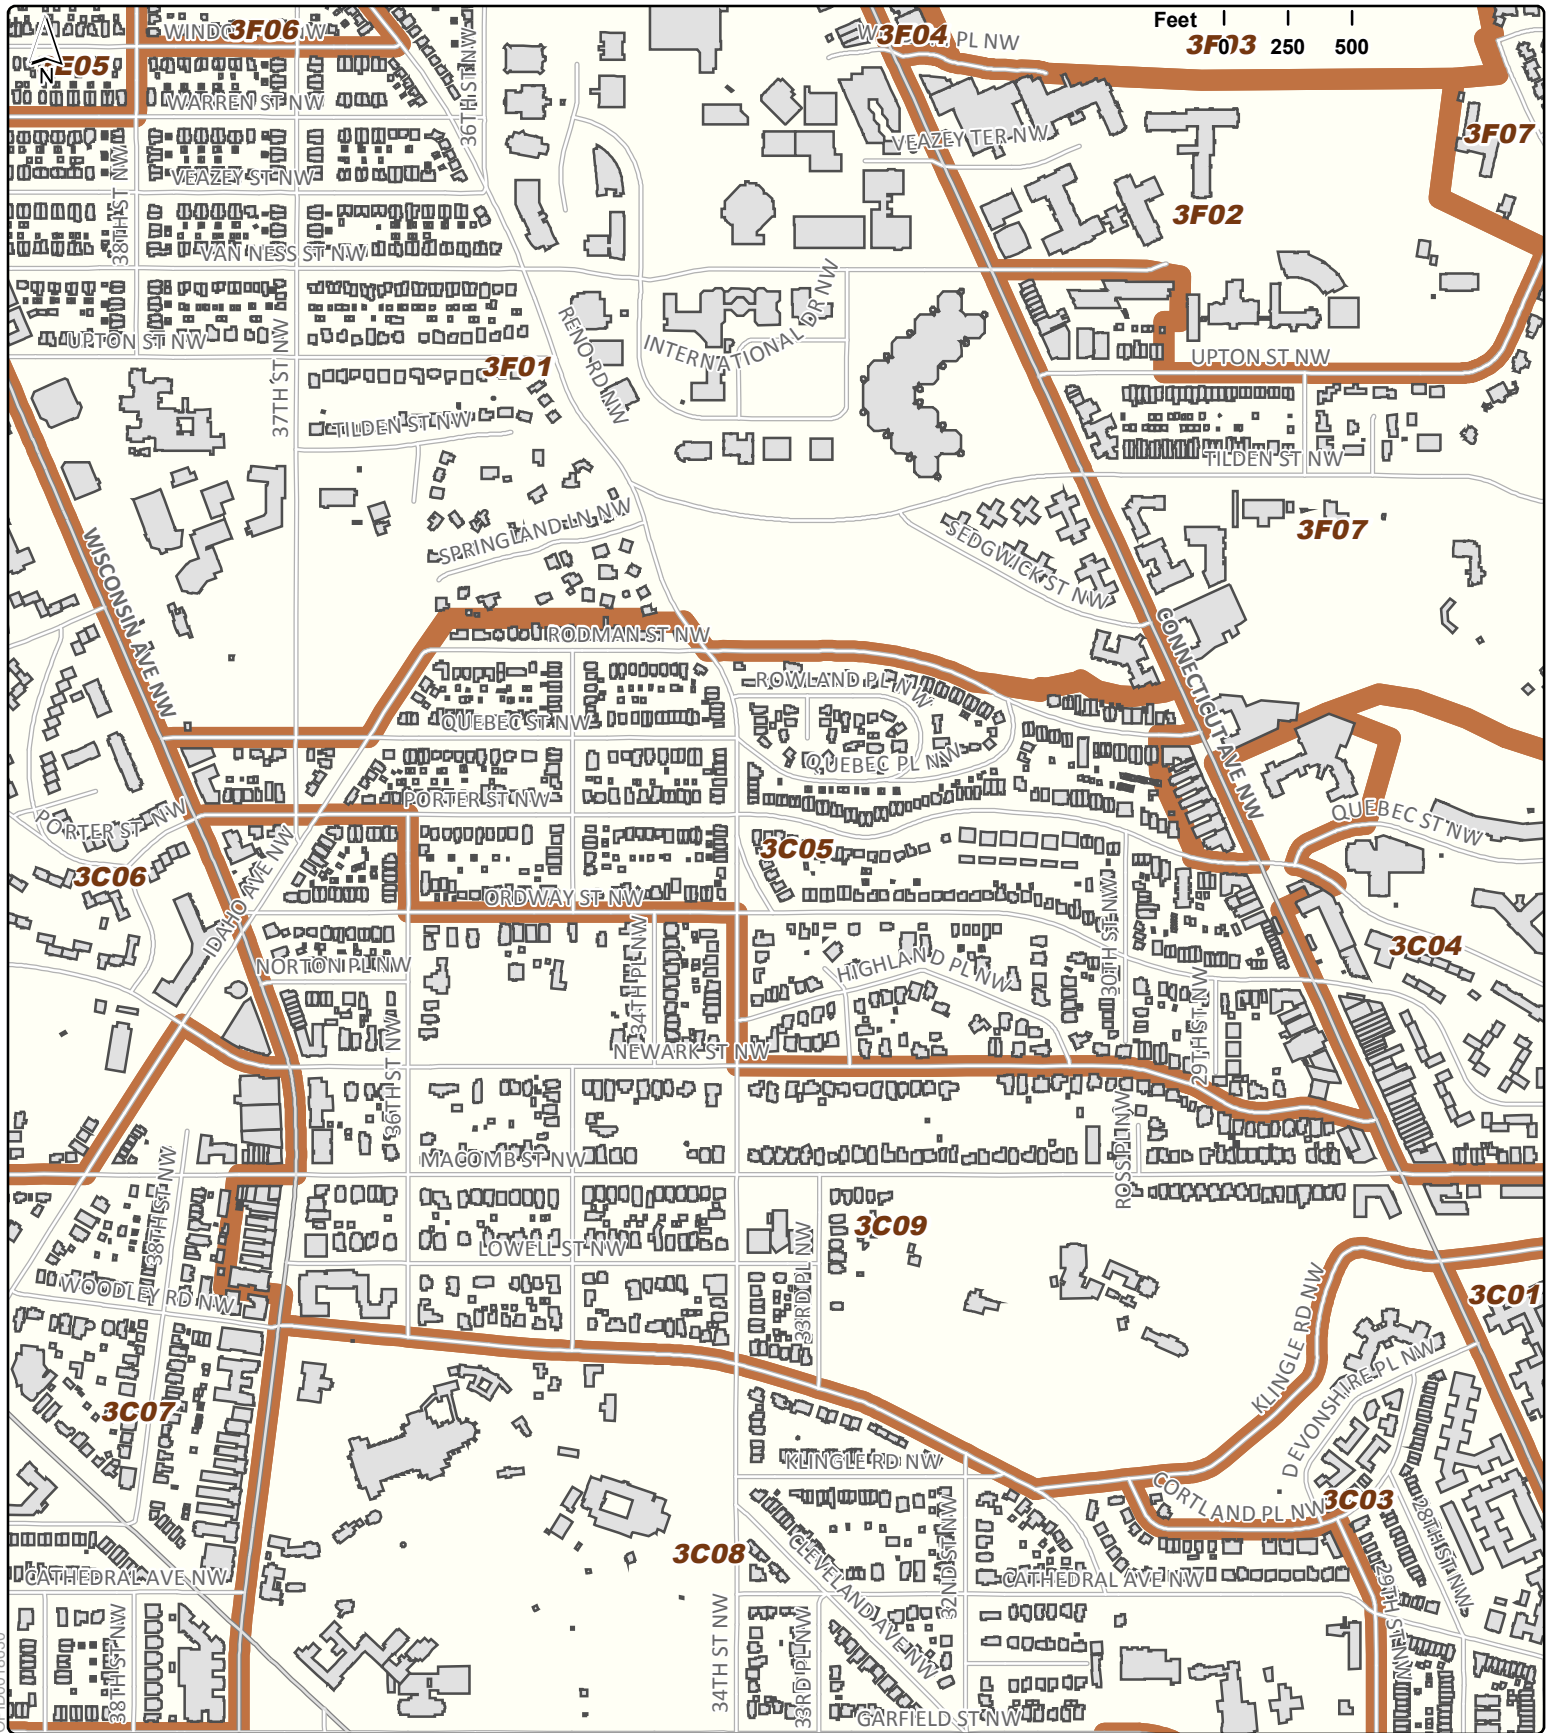 WIND NW
3F06
3F04
W PL NW
Feet
3F03
0 250 500
E05
N
36TH ST NW
WARREN ST NW
VEAZEY TER NW
3F07
38TH ST NW
VEAZEY ST NW
3F02
VAN NESS ST NW
INTERNATIONAL DR NW
RENO RD NW
UPTON ST NW
37TH ST NW
3F01
UPTON ST NW
TILDEN ST NW
TILDEN ST NW
SPRINGLAND LN NW
SEDGWICK ST NW
3F07
WISCONSIN AVE NW
CONNECTICUT AVE NW
RODMAN ST NW
ROWLAND PL NW
QUEBEC ST NW
QUEBEC PL NW
PORTER ST NW
PORTER ST NW
QUEBEC ST NW
3C05
3C06
IDAHO AVE NW
ORDWAY ST NW
34TH PL NW
30TH ST NW
3C04
NORTON PL NW
HIGHLAND PL NW
29TH ST NW
36TH ST NW
NEWARK ST NW
ROSS PL NW
MACOMB ST NW
38TH ST NW
3C09
33RD PL NW
LOWELL ST NW
WOODLEY RD NW
KLINGLE RD NW
3C01
DEVONSHIRE PL NW
3C07
KLINGLE RD NW
CORTLAND PL NW
3C03
28TH ST NW
32ND ST NW
CLEVELAND AVE NW
3C08
CATHEDRAL AVE NW
CATHEDRAL AVE NW
29TH ST NW
38TH ST NW
34TH ST NW
33RD PL NW
GARFIELD ST NW